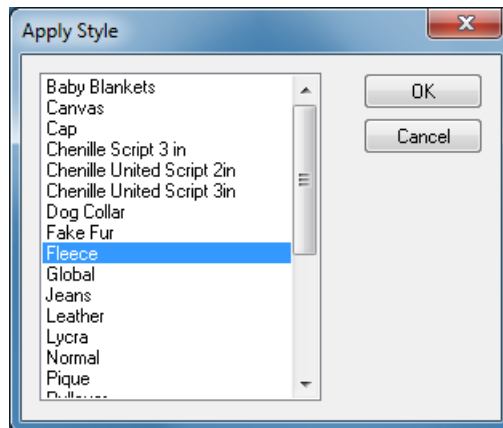 Apply Style
Baby Blankets
Canvas
Cap
Chenille Script 3 in
Chenille United Script 2in
Chenille United Script 3in
Dog Collar
Fake Fur
Fleece
Global
Jeans
Leather
Lycra
Normal
Pique
OK
Cancel